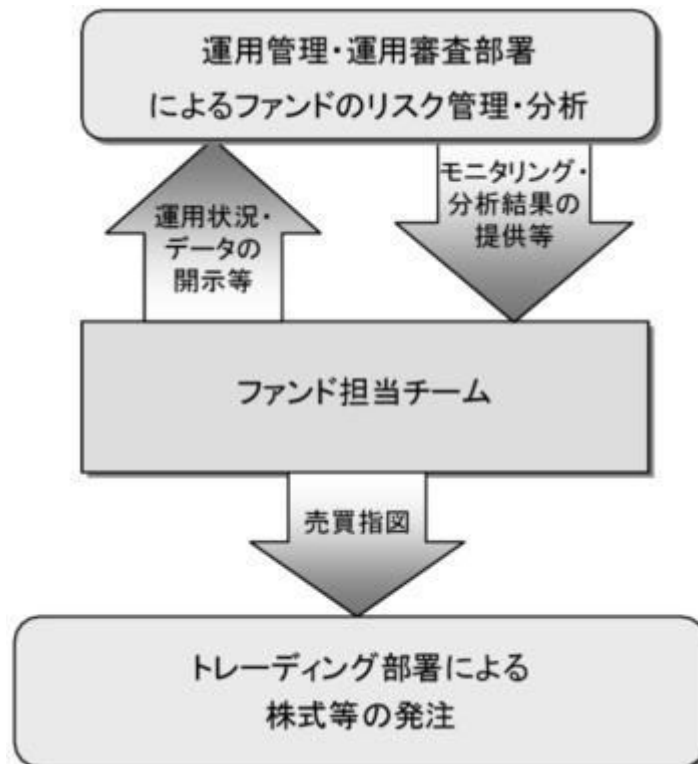 運用管理・運用審査部署
によるファンドのリスク管理・分析
運用状況・
データの
開示等
モニタリング・
分析結果の
提供等
ファンド担当チーム
売買指図
トレーディング部署による
株式等の発注